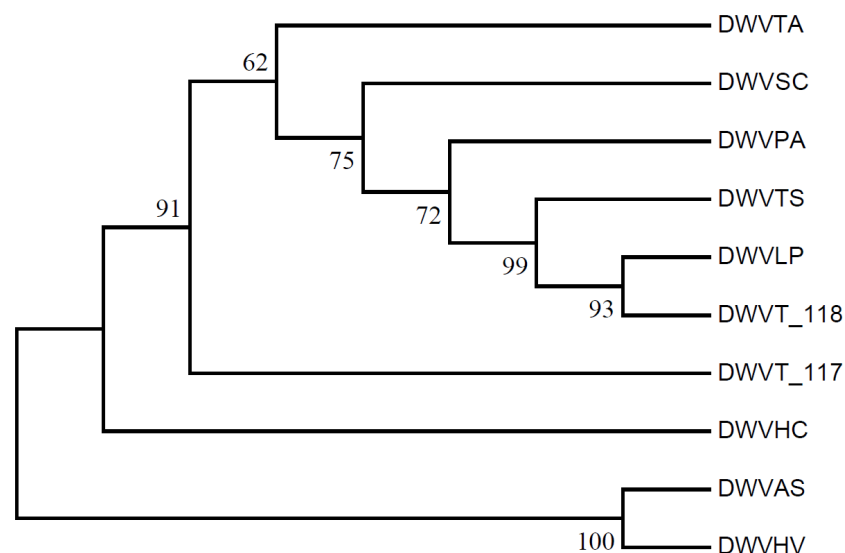 DWVTA
62
DWVSC
75
DWVPA
72
91
DWVTS
99
DWVLP
93
DWVT_118
DWVT_117
DWVHC
DWVAS
100
DWVHV